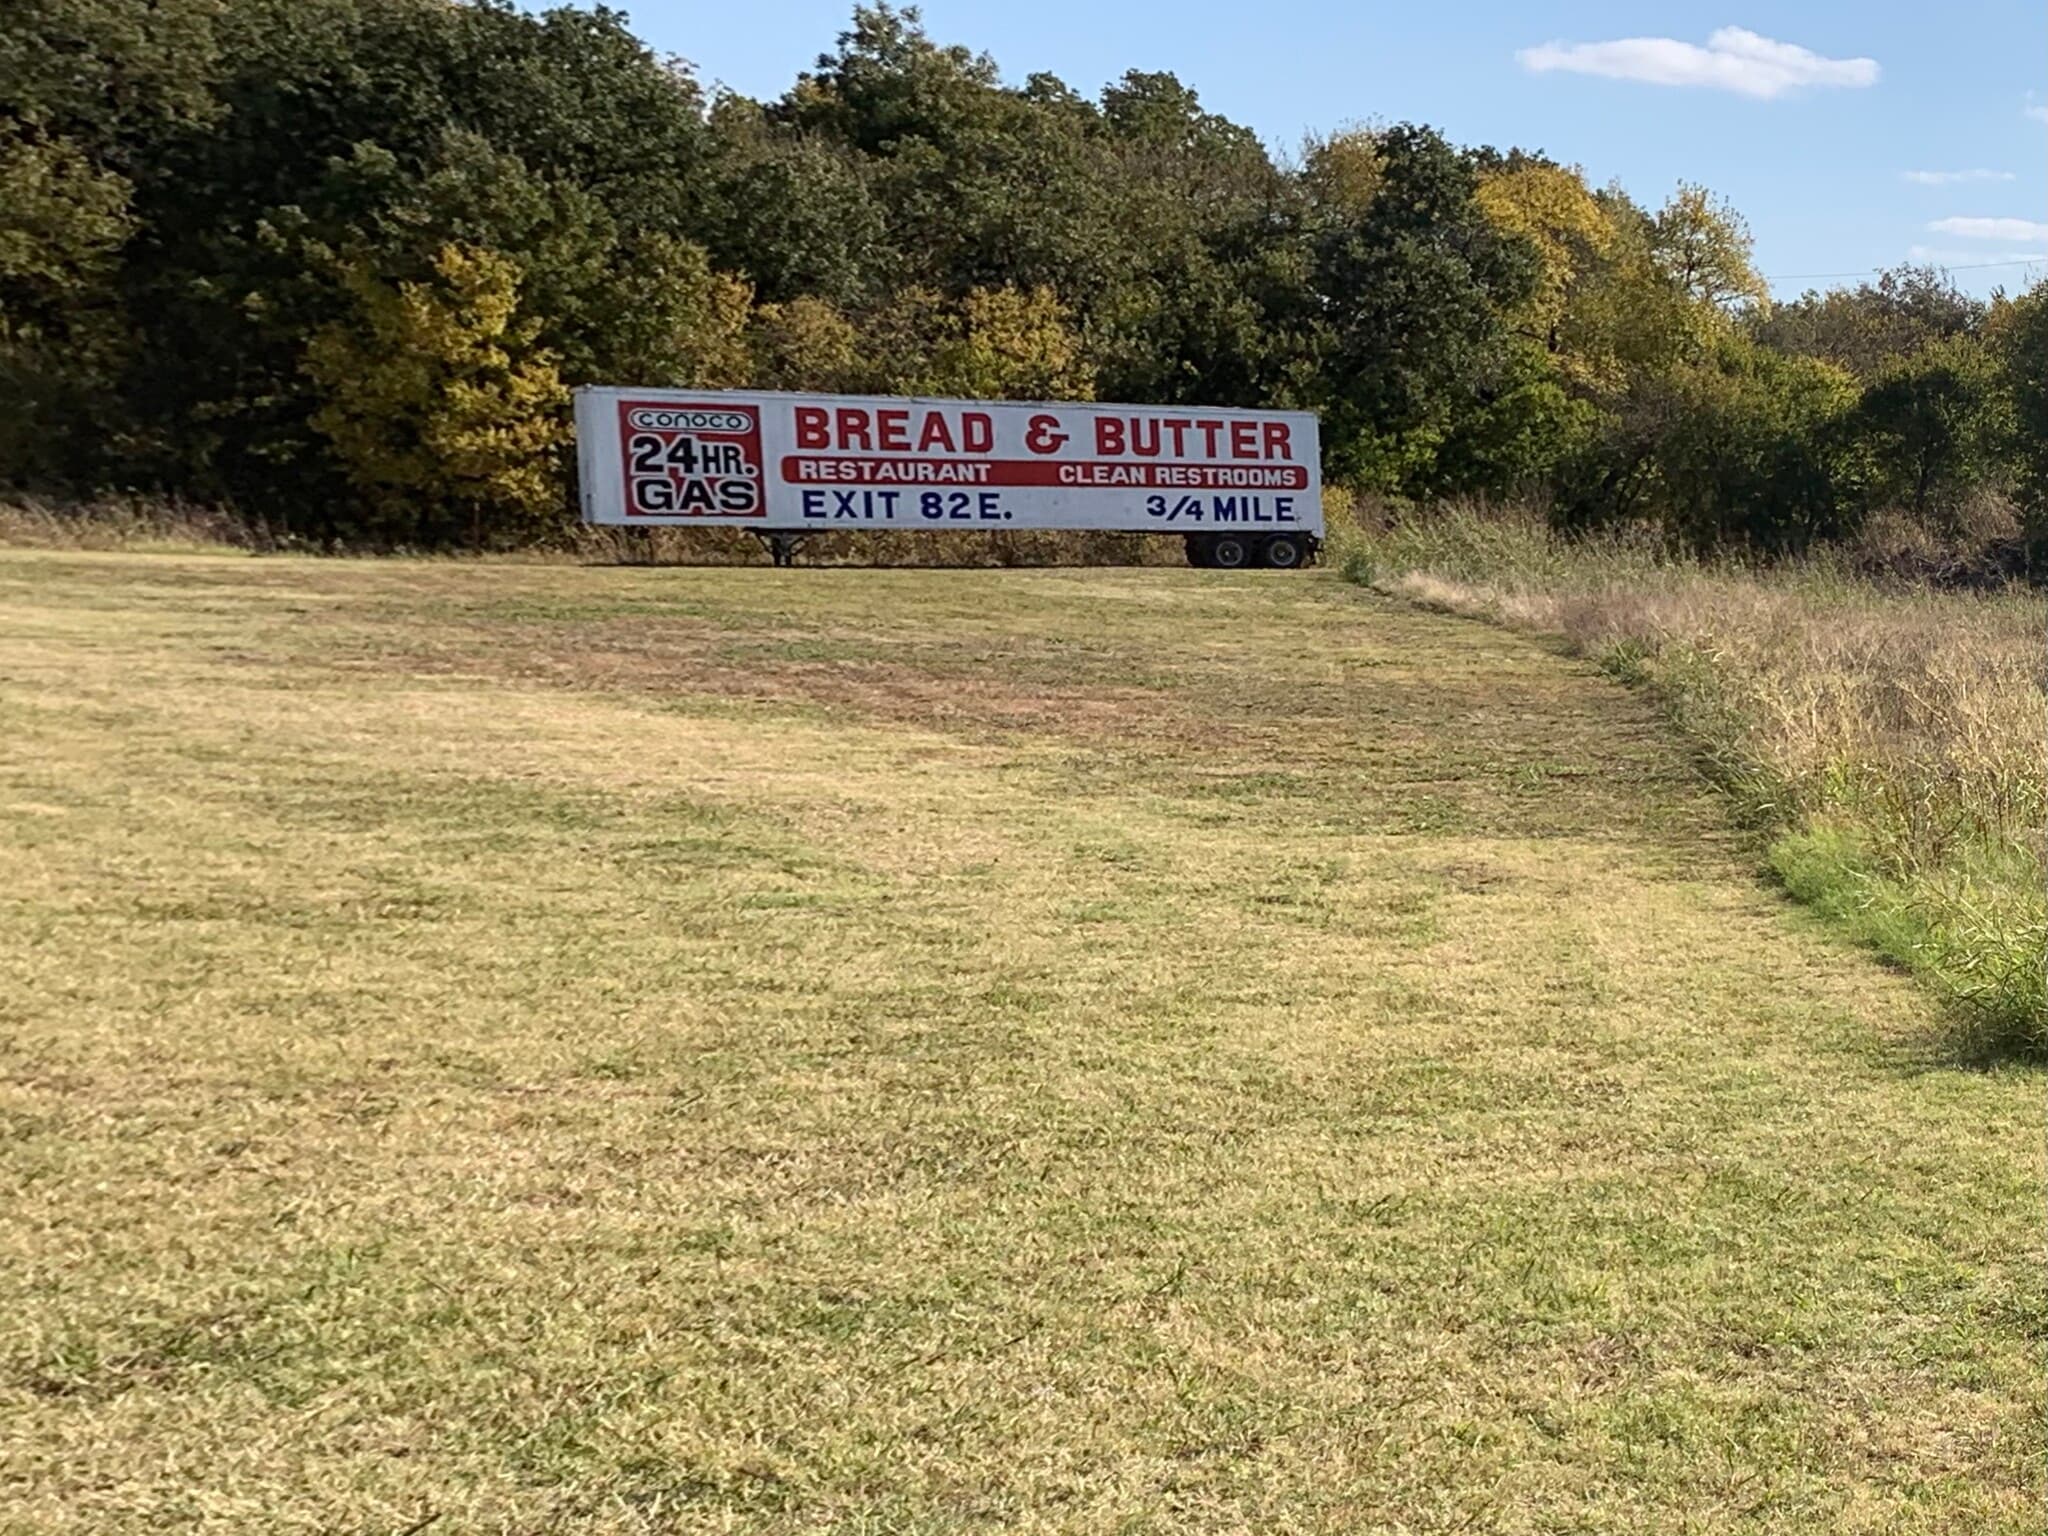 conoco
24HR.
GAS
BREAD & BUTTER
RESTAURANT CLEAN RESTROOMS
EXIT 82E. 3/4 MILE